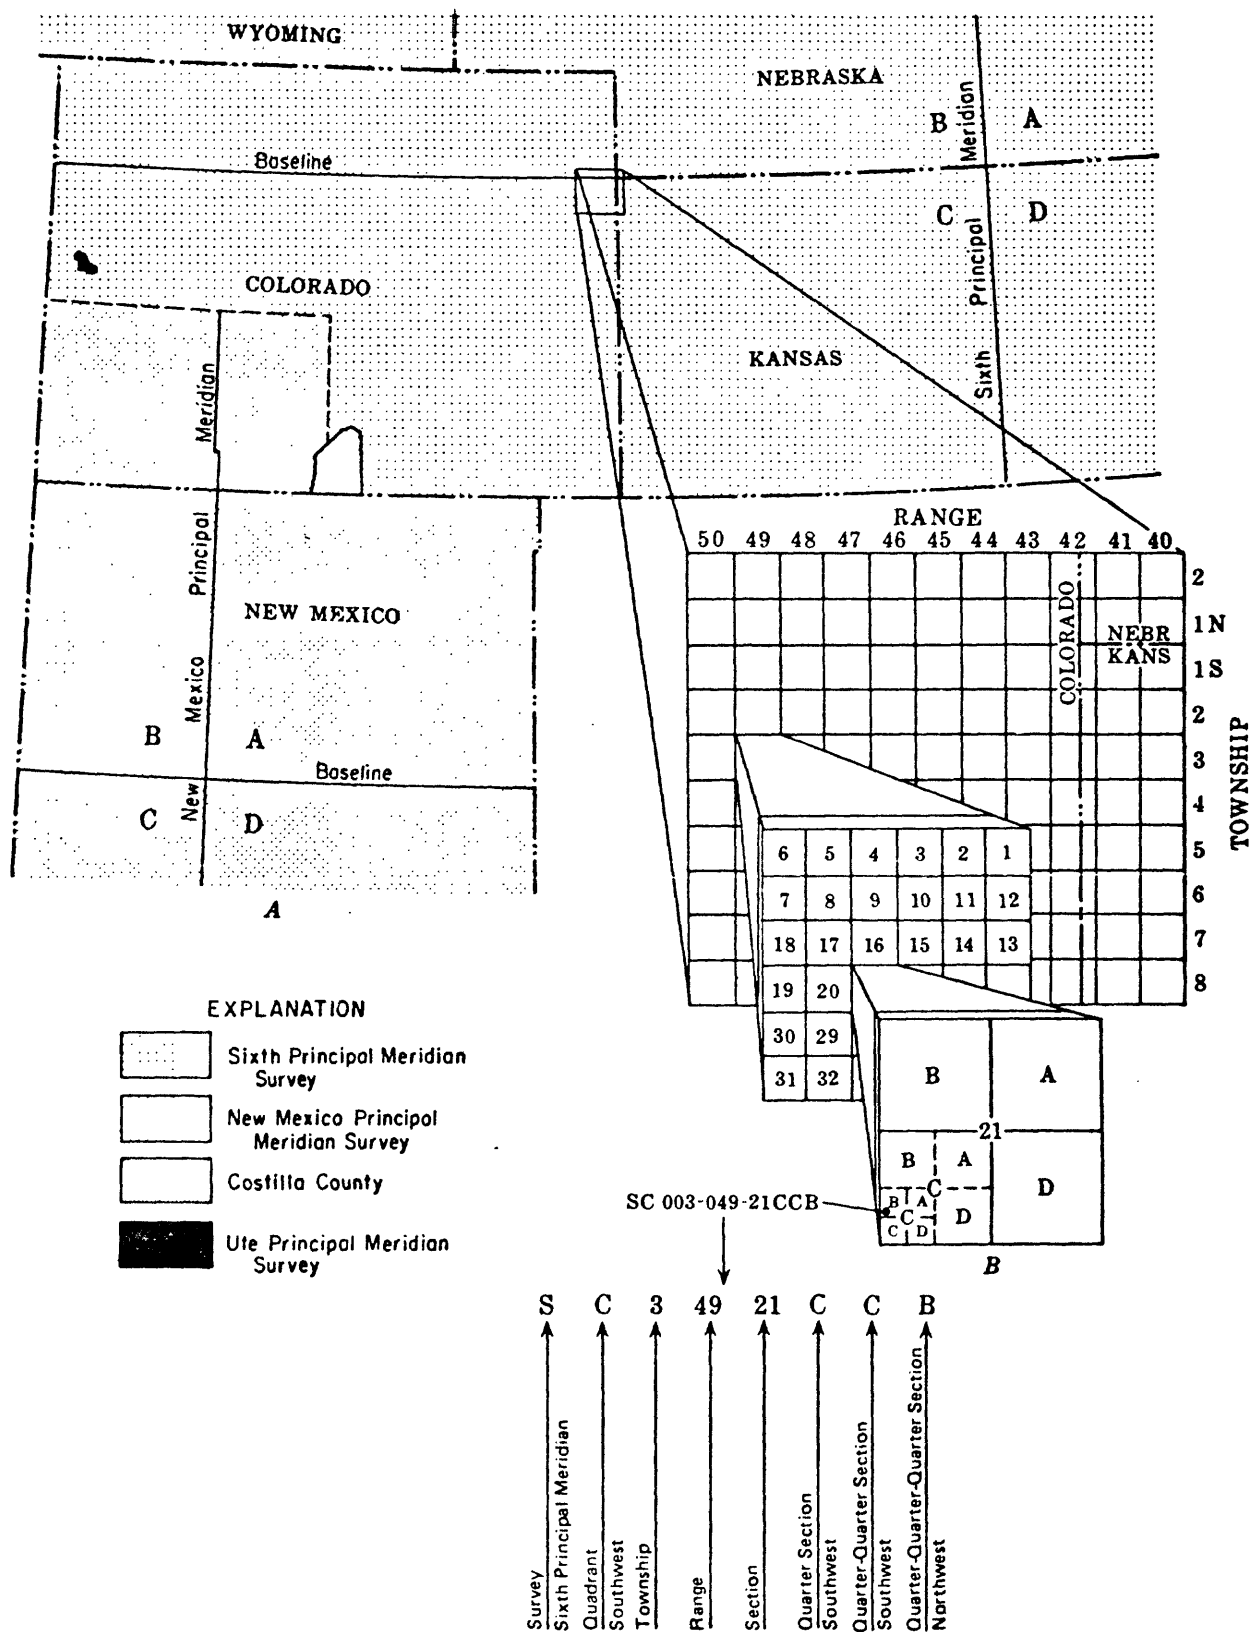 WYOMING
NEBRASKA
Meridian
B
A
Baseline
C
D
Principal
COLORADO
KANSAS
Sixth
Meridian
RANGE
50 49 48 47 46 45 44 43 42 41 40
Principal
NEW MEXICO
Mexico
B
A
Baseline
New
C
D
A
COLORADO
NEBR
KANS
2
1N
1S
2
3
4
5
6
7
8
TOWNSHIP
6 5 4 3 2 1
7 8 9 10 11 12
18 17 16 15 14 13
19 20
30 29
31 32
B
A
21
B
A
C
D
B
A
C
C
D
D
B
EXPLANATION
Sixth Principal Meridian
Survey
New Mexico Principal
Meridian Survey
Costilla County
Ute Principal Meridian
Survey
SC 003-049-21CCB
S C 3 49 21 C C B
Survey
Sixth Principal Meridian
Quadrant
Southwest
Township
Range
Section
Quarter Section
Southwest
Quarter-Quarter Section
Southwest
Quarter-Quarter-Quarter Section
Northwest